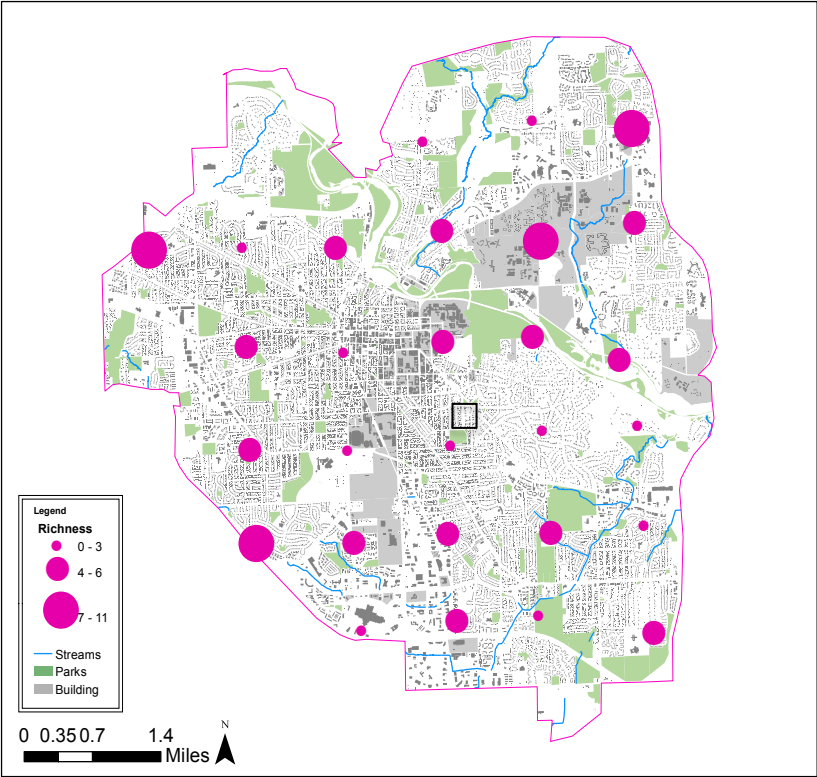 Legend
Richness
0 - 3
4 - 6
7 - 11
Streams
Parks
Building
0 0.35 0.7 1.4
Miles
N